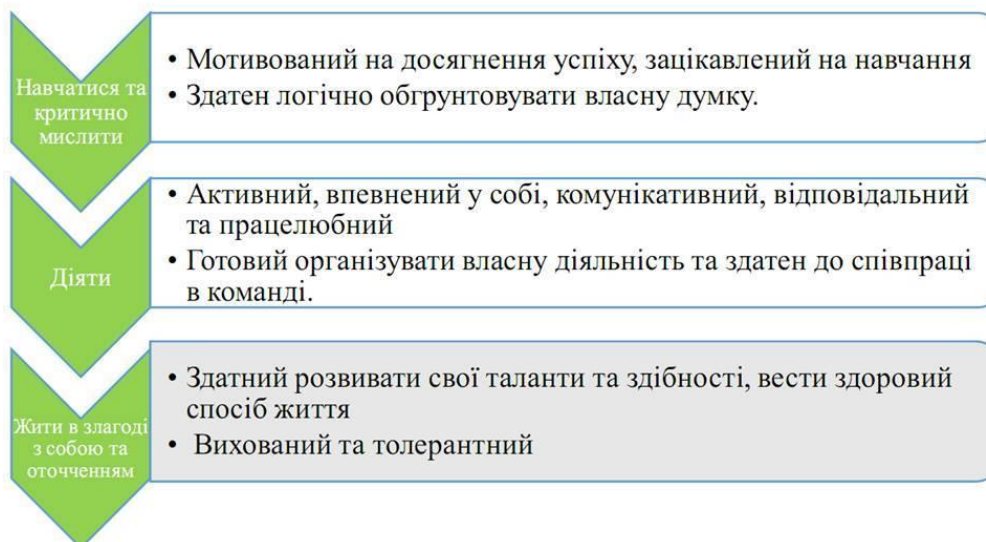 Навчатися та
критично
мислити
• Мотивований на досягнення успіху, зацікавлений на навчання
• Здатен логічно обгрунтовувати власну думку.
Діяти
• Активний, впевнений у собі, комунікативний, відповідальний
та працелюбний
• Готовий організувати власну діяльність та здатен до співпраці
в команді.
Жити в злагоді
з собою та
оточченням
• Здатний розвивати свої таланти та здібності, вести здоровий
спосіб життя
• Вихований та толерантний